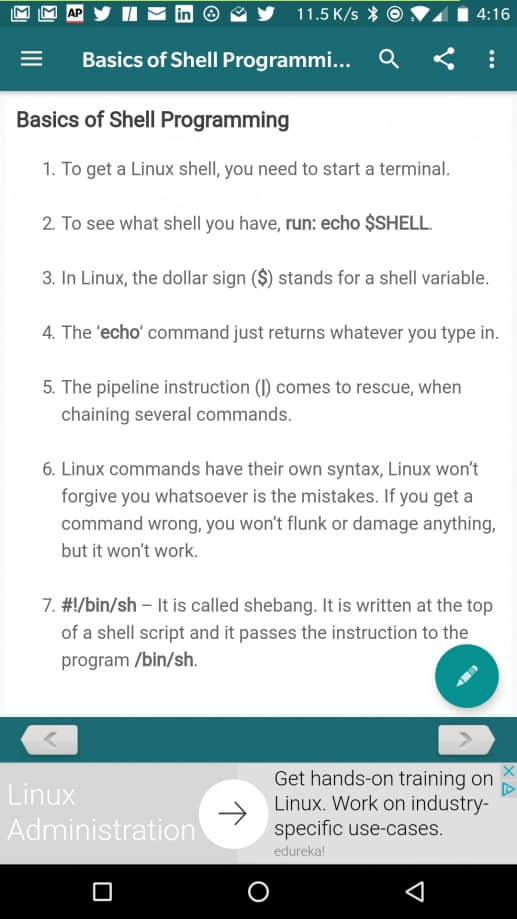 AP
in
11.5 K/s
4:16
Basics of Shell Programmi...
Basics of Shell Programming
1. To get a Linux shell, you need to start a terminal.
2. To see what shell you have, run: echo $SHELL.
3. In Linux, the dollar sign ($) stands for a shell variable.
4. The ‘echo‘ command just returns whatever you type in.
5. The pipeline instruction (|) comes to rescue, when
chaining several commands.
6. Linux commands have their own syntax, Linux won’t
forgive you whatsoever is the mistakes. If you get a
command wrong, you won’t flunk or damage anything,
but it won’t work.
7. #!/bin/sh – It is called shebang. It is written at the top
of a shell script and it passes the instruction to the
program /bin/sh.
Linux
Administration
Get hands-on training on
Linux. Work on industry-
specific use-cases.
edureka!